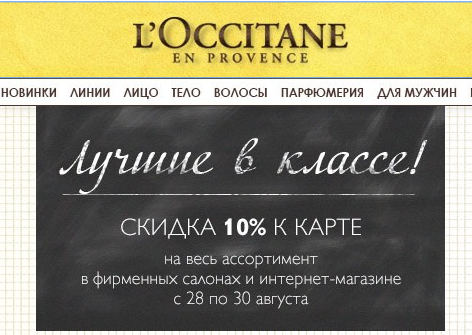 L'OCCITANE
EN PROVENCE
НОВИНКИ ЛИНИИ ЛИЦО ТЕЛО ВОЛОСЫ ПАРФЮМЕРИЯ ДЛЯ МУЖЧИН
Лучшие в классе!
СКИДКА 10% К КАРТЕ
на весь ассортимент
в фирменных салонах и интернет-магазине
с 28 по 30 августа